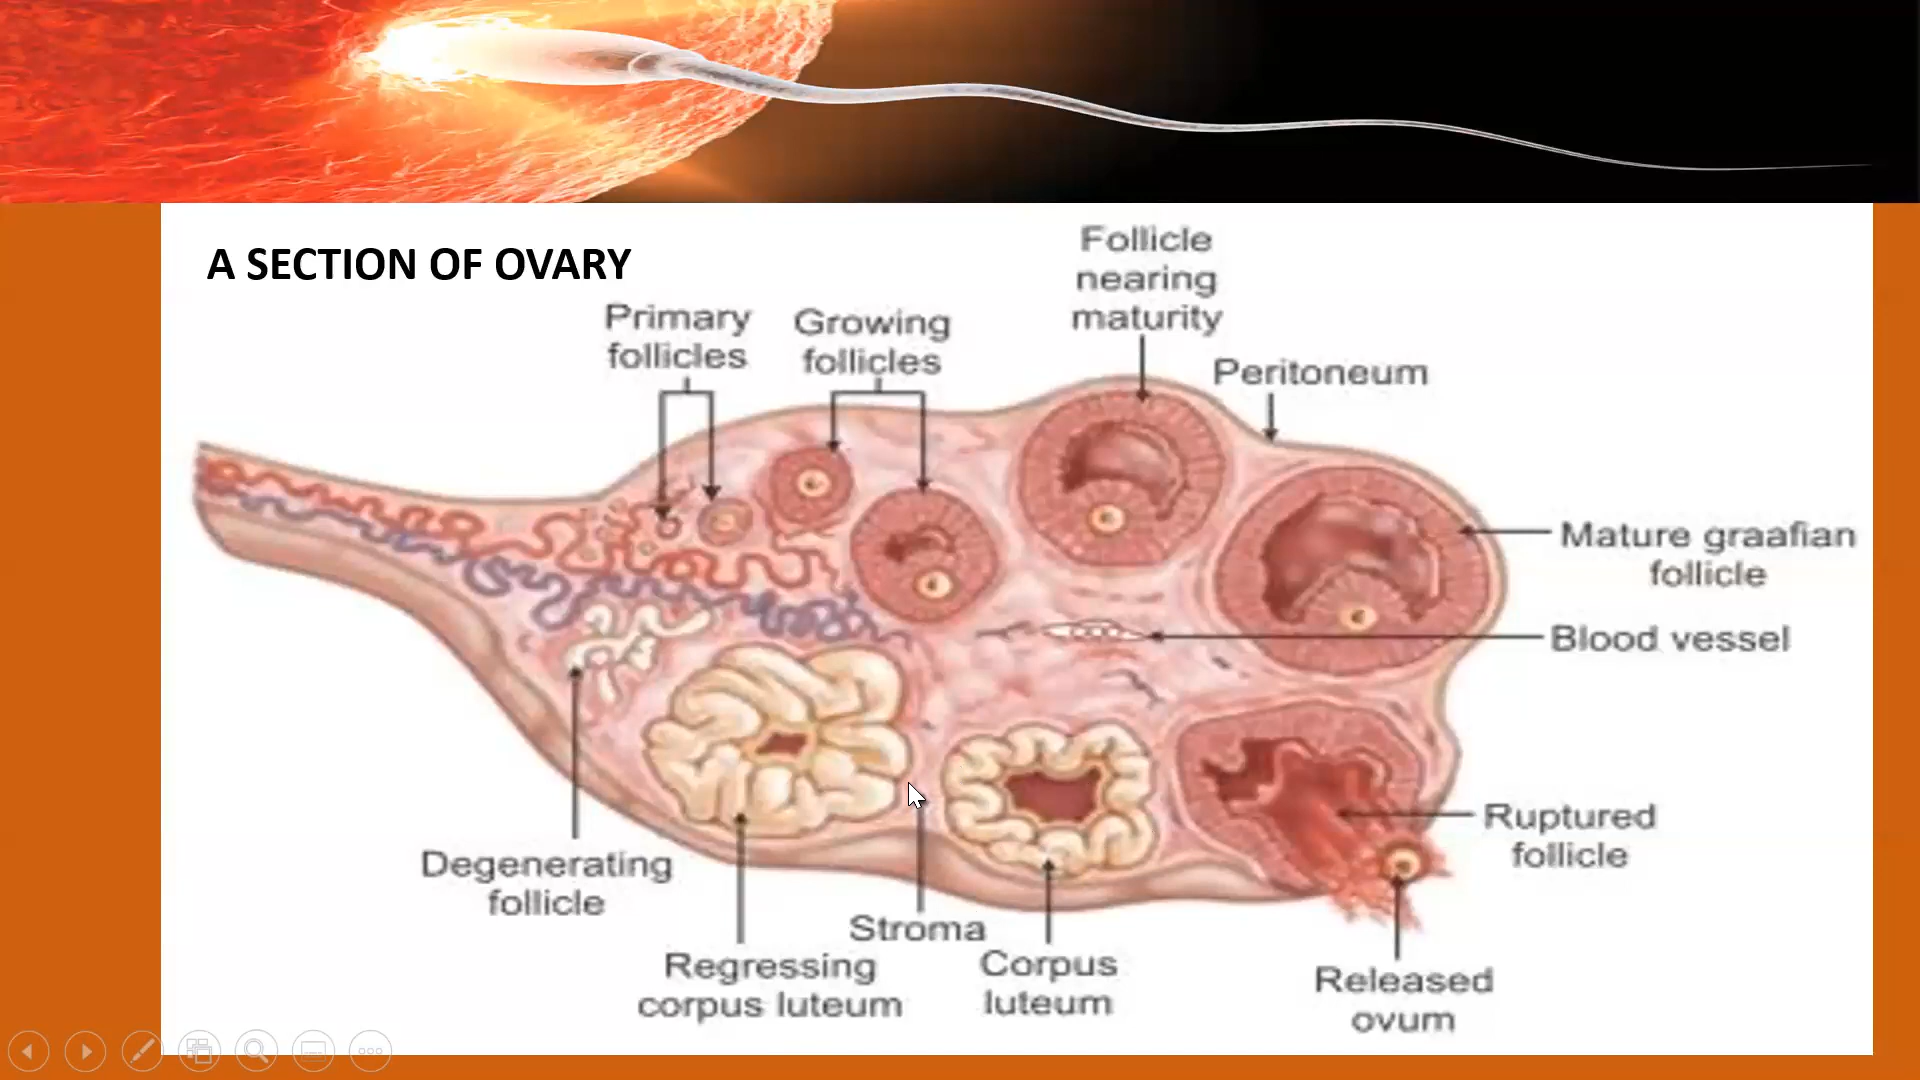 A SECTION OF OVARY
Follicle
nearing
maturity
Primary
follicles
Growing
follicles
Peritoneum
Mature graafian
follicle
Blood vessel
Ruptured
follicle
Degenerating
follicle
Stroma
Regressing
corpus luteum
Corpus
luteum
Released
ovum